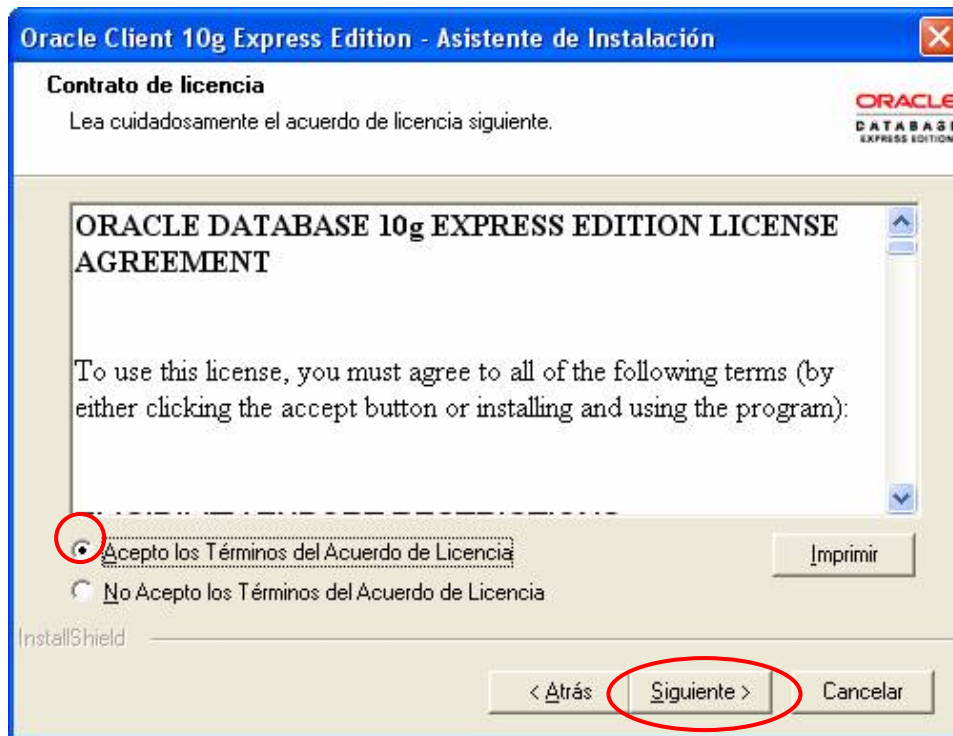 Oracle Client 10g Express Edition - Asistente de Instalación
Contrato de licencia
Lea cuidadosamente el acuerdo de licencia siguiente.
ORACLE
DATABASE
EXPRESS EDITION
ORACLE DATABASE 10g EXPRESS EDITION LICENSE
AGREEMENT
To use this license, you must agree to all of the following terms (by
either clicking the accept button or installing and using the program):
Acepto los Términos del Acuerdo de Licencia
Imprimir
No Acepto los Términos del Acuerdo de Licencia
InstallShield
< Atrás
Siguiente >
Cancelar